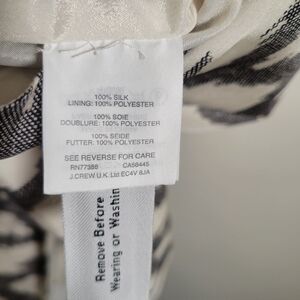 100% SILK
LINING: 100% POLYESTER
100% SOIE
DOUBLURE: 100% POLYESTER
100% SEIDE
FUTTER: 100% POLYESTER
SEE REVERSE FOR CARE
RN77388 CA59445
J.CREW U.K. Ltd EC4V 6JA
Remove Before
Wearing or Washin